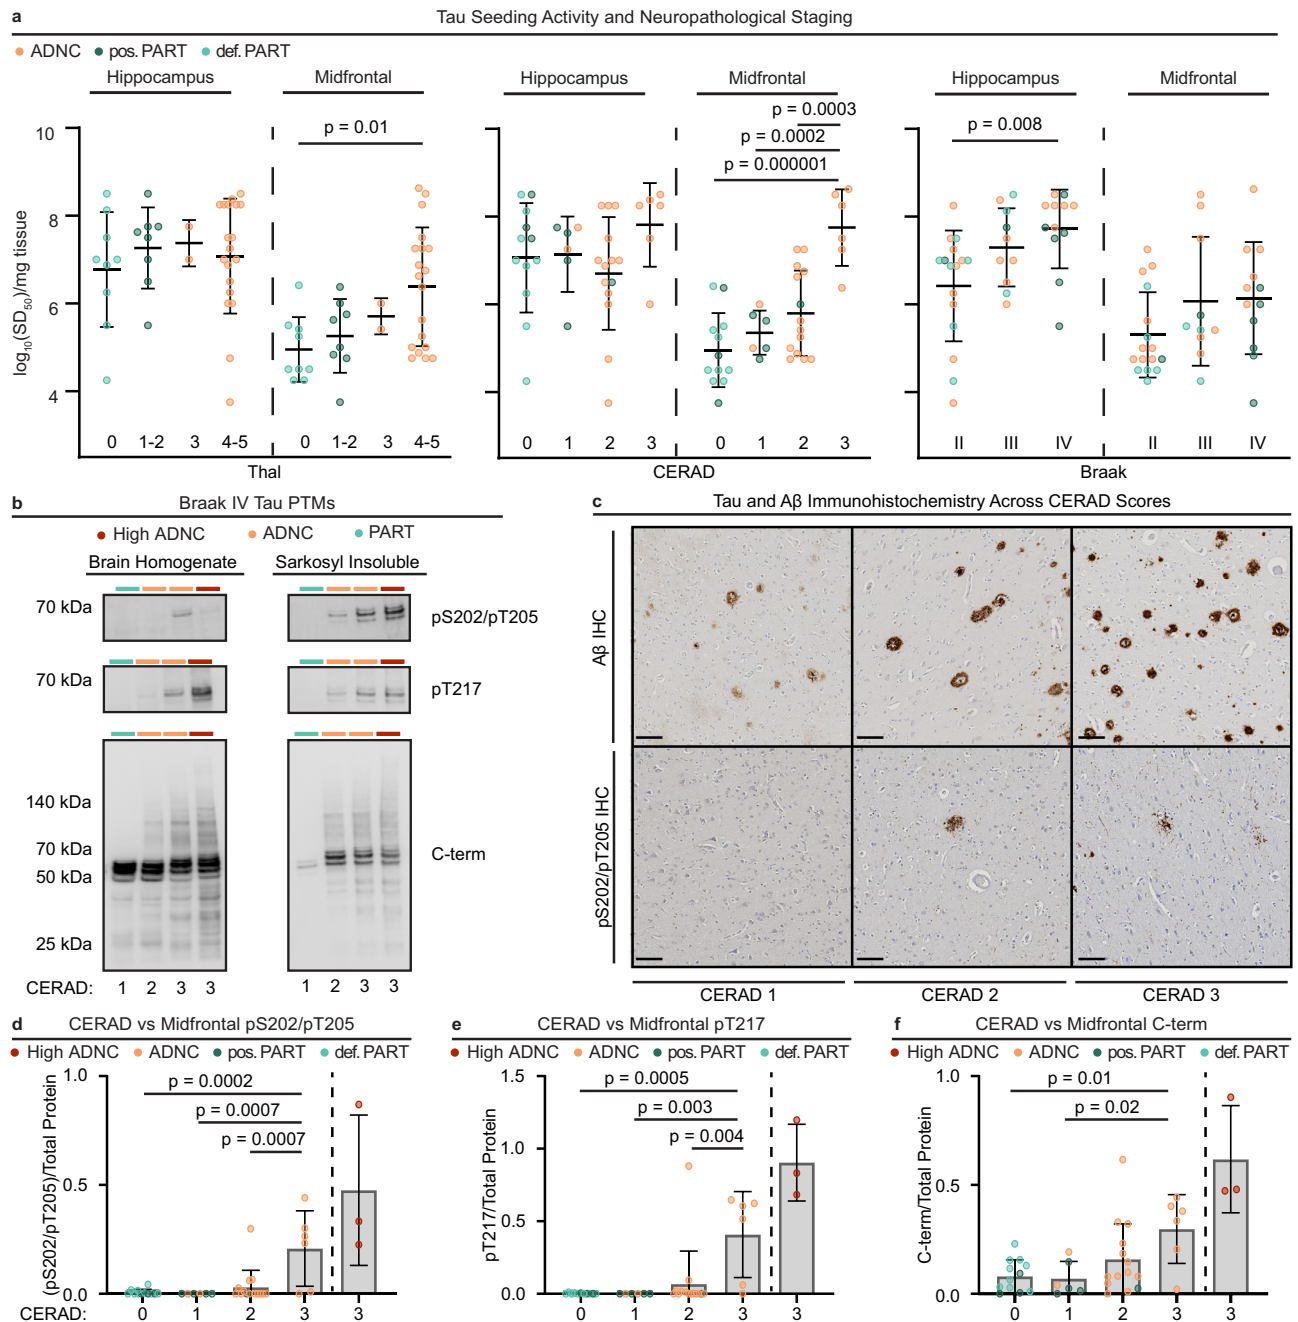 a
Tau Seeding Activity and Neuropathological Staging
ADNC pos. PART def. PART
Hippocampus Midfrontal Hippocampus Midfrontal Hippocampus Midfrontal
p = 0.01
p = 0.0003
p = 0.0002
p = 0.000001
p = 0.008
log10(SD50)/mg tissue
10
8
6
4
0 1-2 3 4-5 0 1-2 3 4-5
Thal
0 1 2 3 0 1 2 3
CERAD
II III IV II III IV
Braak
b
Braak IV Tau PTMs
High ADNC ADNC PART
Brain Homogenate Sarkosyl Insoluble
70 kDa
pS202/pT205
70 kDa
pT217
140 kDa
70 kDa
50 kDa
25 kDa
C-term
CERAD: 1 2 3 3 1 2 3 3
c
Tau and Aβ Immunohistochemistry Across CERAD Scores
Aβ IHC
pS202/pT205 IHC
CERAD 1 CERAD 2 CERAD 3
d
CERAD vs Midfrontal pS202/pT205
High ADNC ADNC pos. PART def. PART
(pS202/pT205)/Total Protein
1.0
0.5
0.0
p = 0.0002
p = 0.0007
p = 0.0007
CERAD: 0 1 2 3 3
e
CERAD vs Midfrontal pT217
High ADNC ADNC pos. PART def. PART
pT217/Total Protein
1.5
1.0
0.5
0.0
p = 0.0005
p = 0.003
p = 0.004
0 1 2 3 3
f
CERAD vs Midfrontal C-term
High ADNC ADNC pos. PART def. PART
C-term/Total Protein
1.0
0.5
0.0
p = 0.01
p = 0.02
0 1 2 3 3